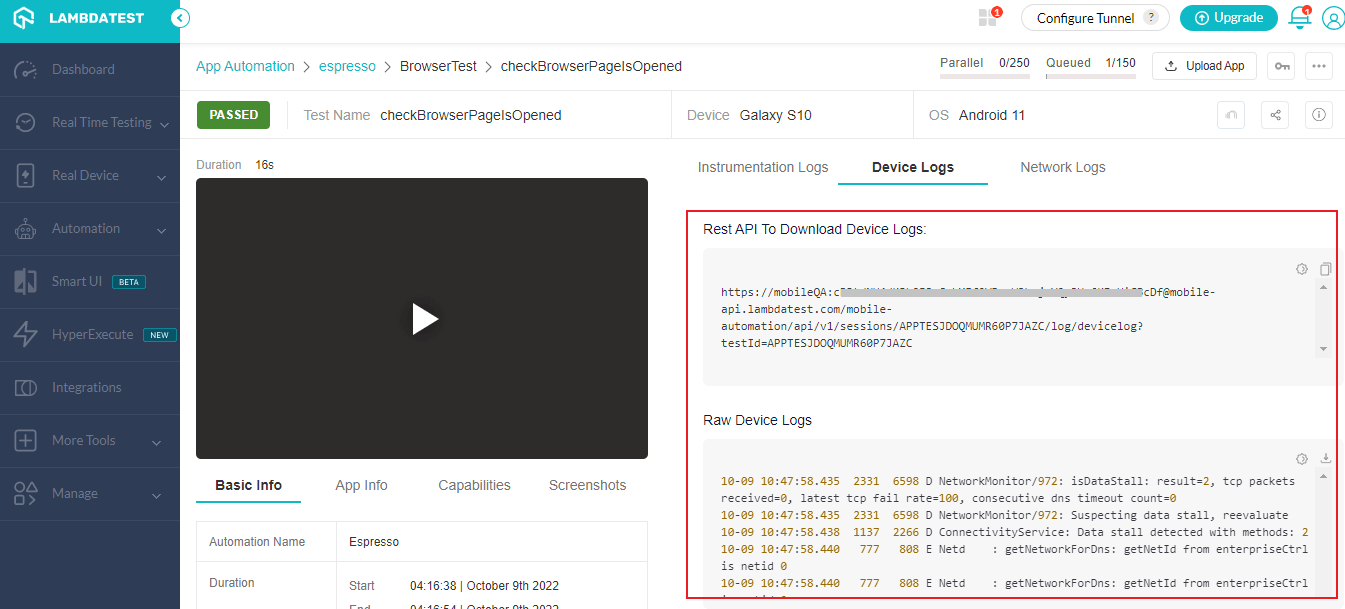 LAMBDATEST
1
Configure Tunnel ?
Upgrade
1
Dashboard
Real Time Testing
Real Device
Automation
Smart UI BETA
HyperExecute NEW
Integrations
More Tools
Manage
App Automation > espresso > BrowserTest > checkBrowserPageIsOpened
Parallel 0/250 Queued 1/150
Upload App
PASSED Test Name checkBrowserPageIsOpened
Device Galaxy S10
OS Android 11
Duration 16s
Basic Info App Info Capabilities Screenshots
Automation Name Espresso
Duration Start 04:16:38 | October 9th 2022
End 04:16:54 | October 9th 2022
Instrumentation Logs Device Logs Network Logs
Rest API To Download Device Logs:
https://mobileQA:c cDf@mobile-
api.lambdatest.com/mobile-
automation/api/v1/sessions/APPTESJDOQMUMR60P7JAZC/log/devicelog?
testId=APPTESJDOQMUMR60P7JAZC
Raw Device Logs
10-09 10:47:58.435 2331 6598 D NetworkMonitor/972: isDataStall: result=2, tcp packets
received=0, latest tcp fail rate=100, consecutive dns timeout count=0
10-09 10:47:58.435 2331 6598 D NetworkMonitor/972: Suspecting data stall, reevaluate
10-09 10:47:58.438 1137 2266 D ConnectivityService: Data stall detected with methods: 2
10-09 10:47:58.440 777 808 E Netd : getNetworkForDns: getNetId from enterpriseCtrl
is netid 0
10-09 10:47:58.440 777 808 E Netd : getNetworkForDns: getNetId from enterpriseCtrl
is netid 0